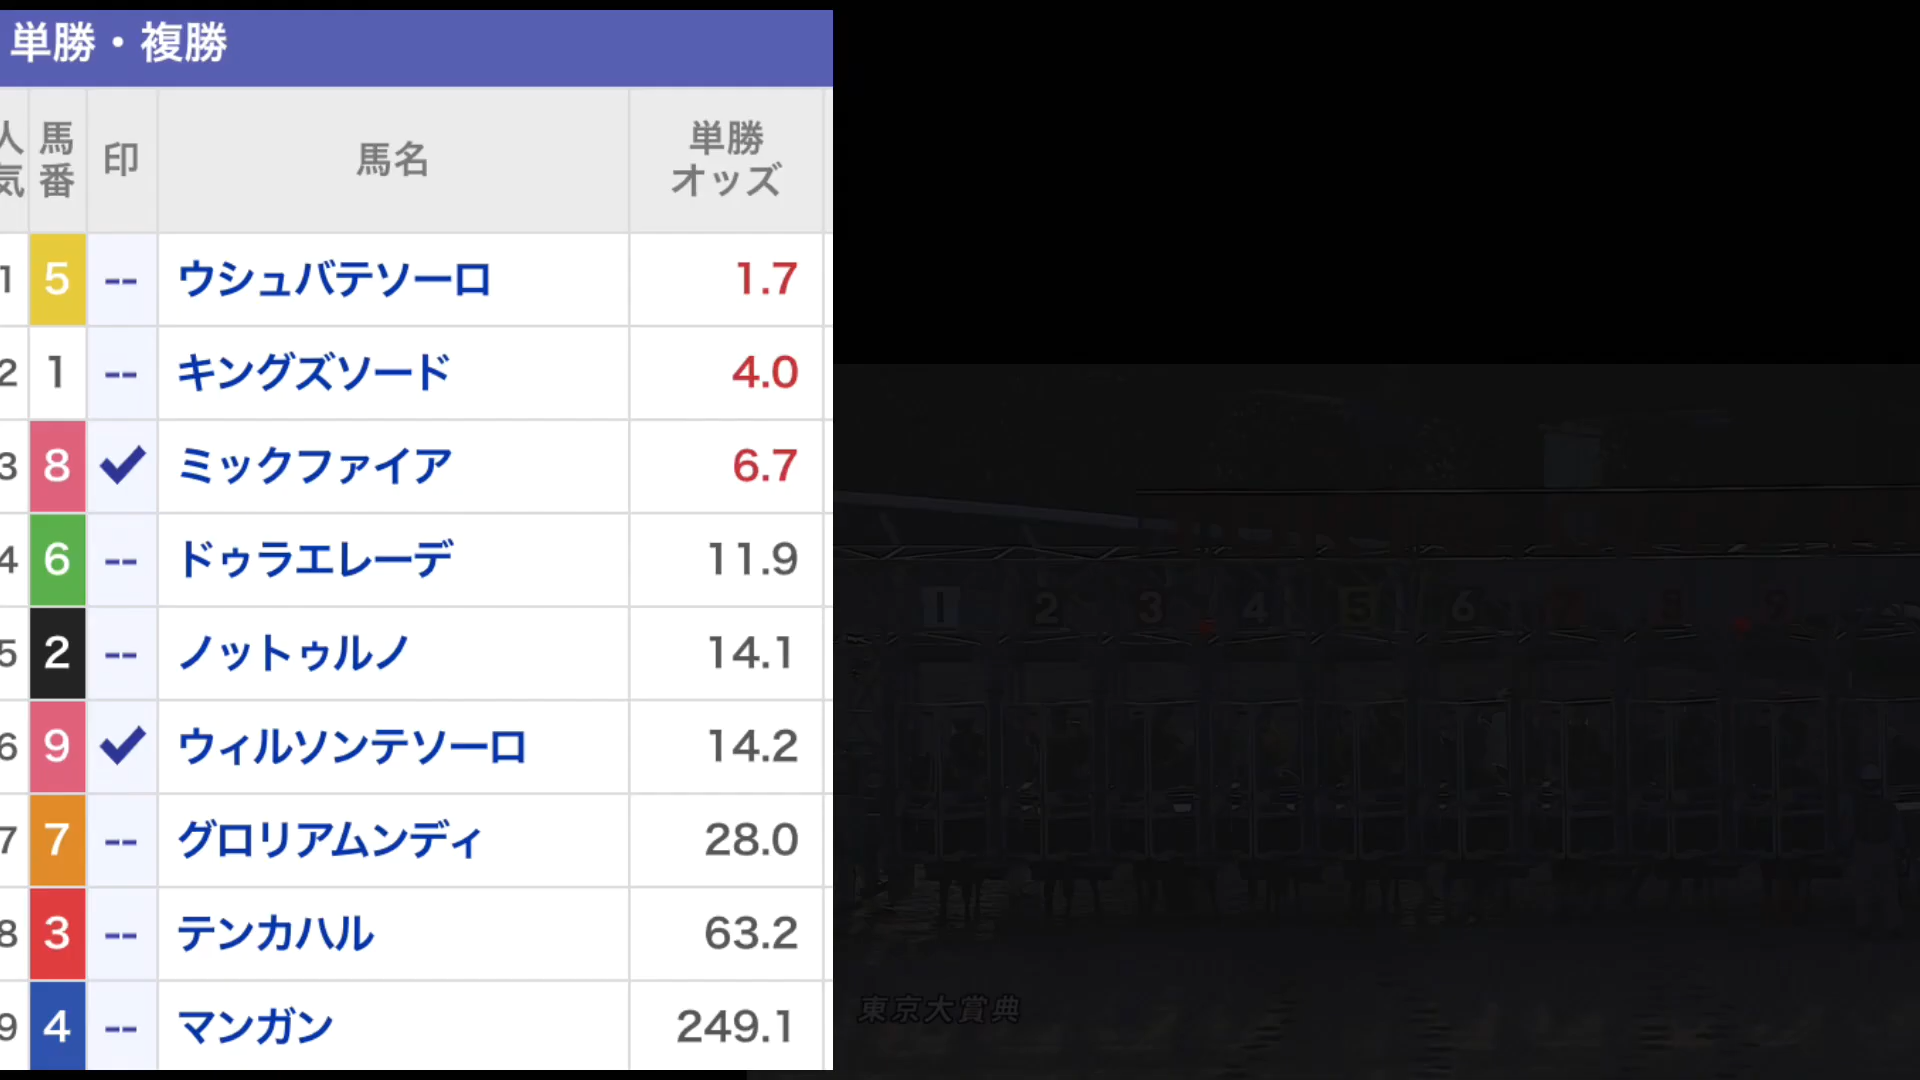 単勝・複勝
人気 馬番 印 馬名 単勝オッズ
1 5 -- ウシュバテソーロ 1.7
2 1 -- キングズソード 4.0
3 8 ✔ ミックファイア 6.7
4 6 -- ドゥラエレーデ 11.9
5 2 -- ノットゥルノ 14.1
6 9 ✔ ウィルソンテソーロ 14.2
7 7 -- グロリアムンディ 28.0
8 3 -- テンカハル 63.2
9 4 -- マンガン 249.1
1 2 3 4 5 6 7 8 9
東京大賞典